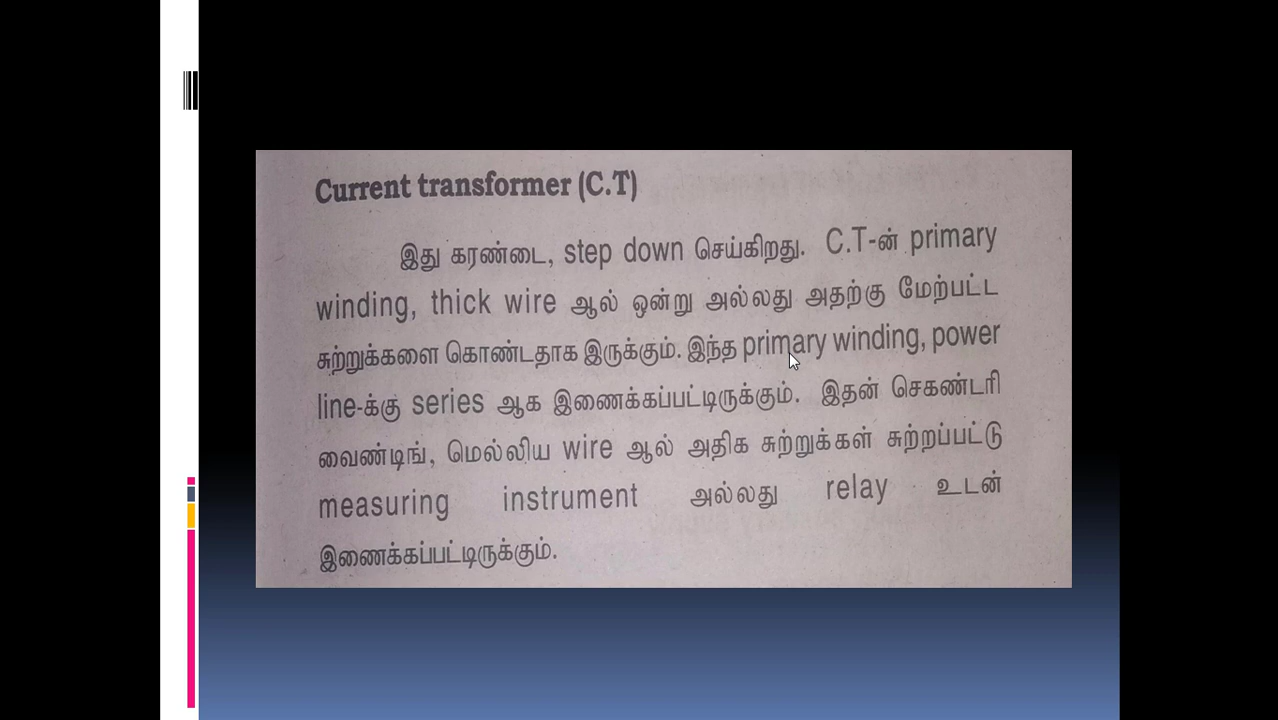 Current transformer (C.T)
இது கரண்டை, step down செய்கிறது. C.T-ன் primary
winding, thick wire ஆல் ஒன்று அல்லது அதற்கு மேற்பட்ட
சுற்றுக்களை கொண்டதாக இருக்கும். இந்த primary winding, power
line-க்கு series ஆக இணைக்கப்பட்டிருக்கும். இதன் செகண்டரி
வைண்டிங், மெல்லிய wire ஆல் அதிக சுற்றுக்கள் சுற்றப்பட்டு
measuring instrument அல்லது relay உடன்
இணைக்கப்பட்டிருக்கும்.